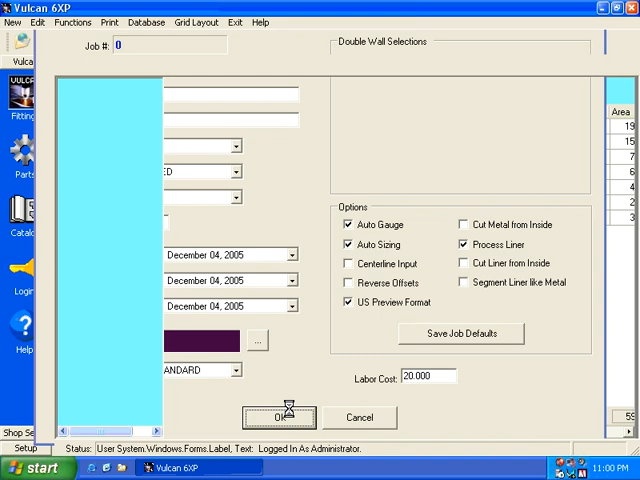 Vulcan 6XP
New Edit Functions Print Database Grid Layout Exit Help
Job #: 0
Double Wall Selections
Vulca
VULCA
Fitting
Parts
Catalo
Login
Help
Shop Se
Setup
Area
19
15
7
6
4
2
3
59
ED
December 04, 2005
December 04, 2005
December 04, 2005
...
ANDARD
Options
Auto Gauge
Cut Metal from Inside
Auto Sizing
Process Liner
Centerline Input
Cut Liner from Inside
Reverse Offsets
Segment Liner like Metal
US Preview Format
Save Job Defaults
Labor Cost: 20.000
OK
Cancel
Status: User System.Windows.Forms.Label, Text: Logged In As Administrator.
start
Vulcan 6XP
11:00 PM